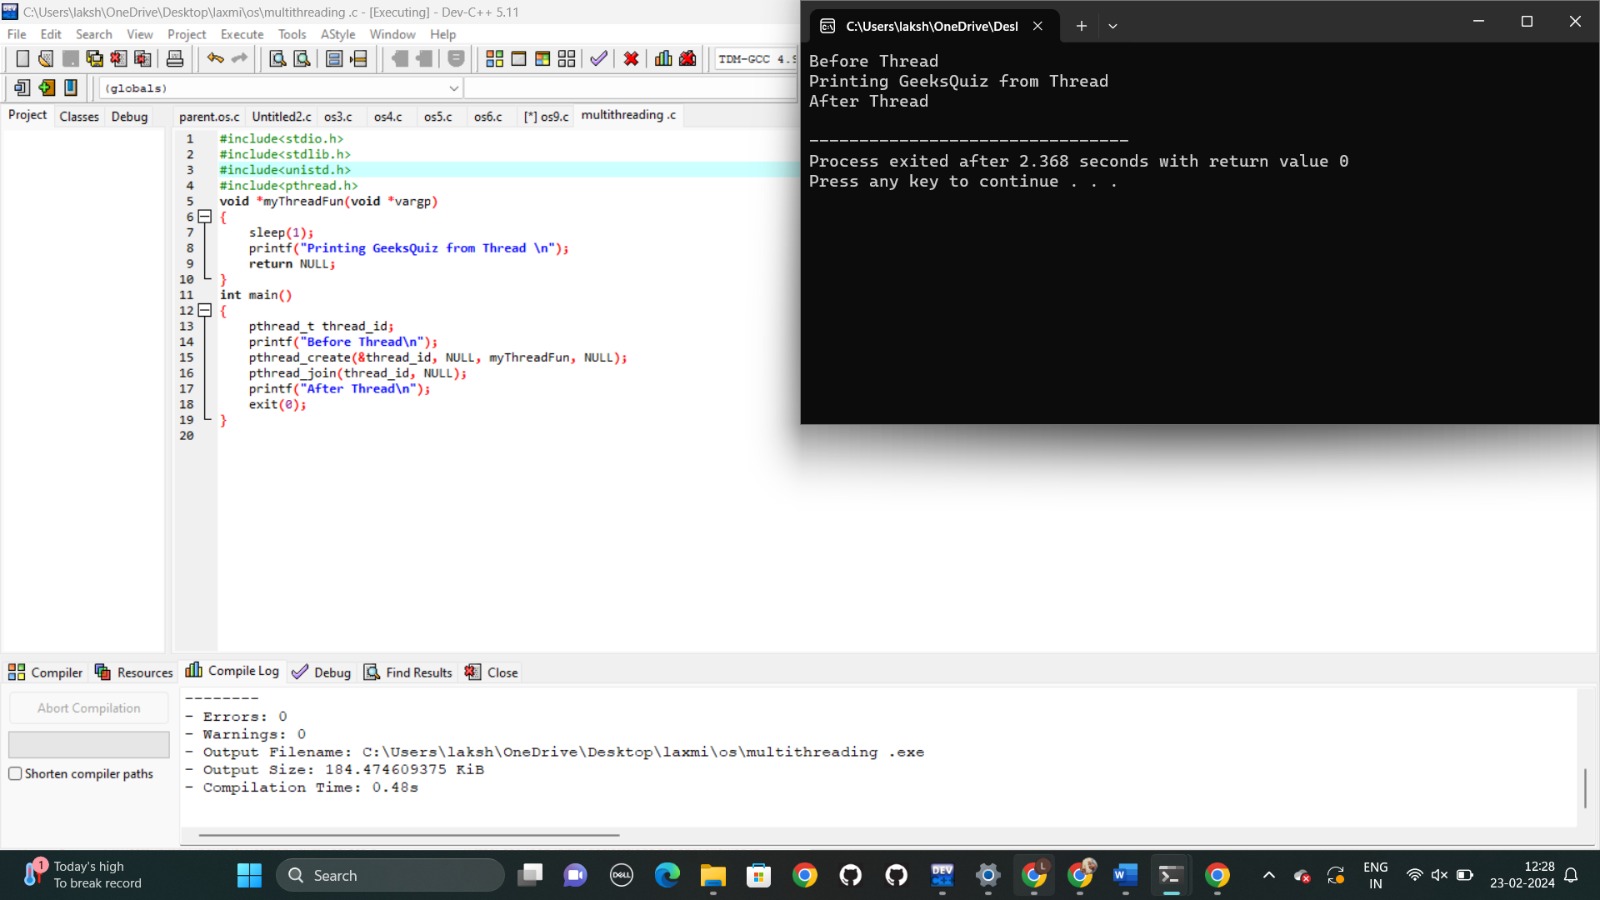 C:\Users\laksh\OneDrive\Desktop\laxmi\os\multithreading .c - [Executing] - Dev-C++ 5.11
File Edit Search View Project Execute Tools AStyle Window Help
TDM-GCC 4.9
(globals)
Project Classes Debug
parent.os.c Untitled2.c os3.c os4.c os5.c os6.c [*] os9.c multithreading .c
1 #include<stdio.h>
2 #include<stdlib.h>
3 #include<unistd.h>
4 #include<pthread.h>
5 void *myThreadFun(void *vargp)
6 {
7 sleep(1);
8 printf("Printing GeeksQuiz from Thread \n");
9 return NULL;
10 }
11 int main()
12 {
13 pthread_t thread_id;
14 printf("Before Thread\n");
15 pthread_create(&thread_id, NULL, myThreadFun, NULL);
16 pthread_join(thread_id, NULL);
17 printf("After Thread\n");
18 exit(0);
19 }
20
C:\Users\laksh\OneDrive\Desl
Before Thread
Printing GeeksQuiz from Thread
After Thread
--------------------------------
Process exited after 2.368 seconds with return value 0
Press any key to continue . . .
Compiler Resources Compile Log Debug Find Results Close
Abort Compilation
Shorten compiler paths
--------
- Errors: 0
- Warnings: 0
- Output Filename: C:\Users\laksh\OneDrive\Desktop\laxmi\os\multithreading .exe
- Output Size: 184.474609375 KiB
- Compilation Time: 0.48s
1
Today's high
To break record
Search
DELL
DEV
L
W
ENG
IN
12:28
23-02-2024